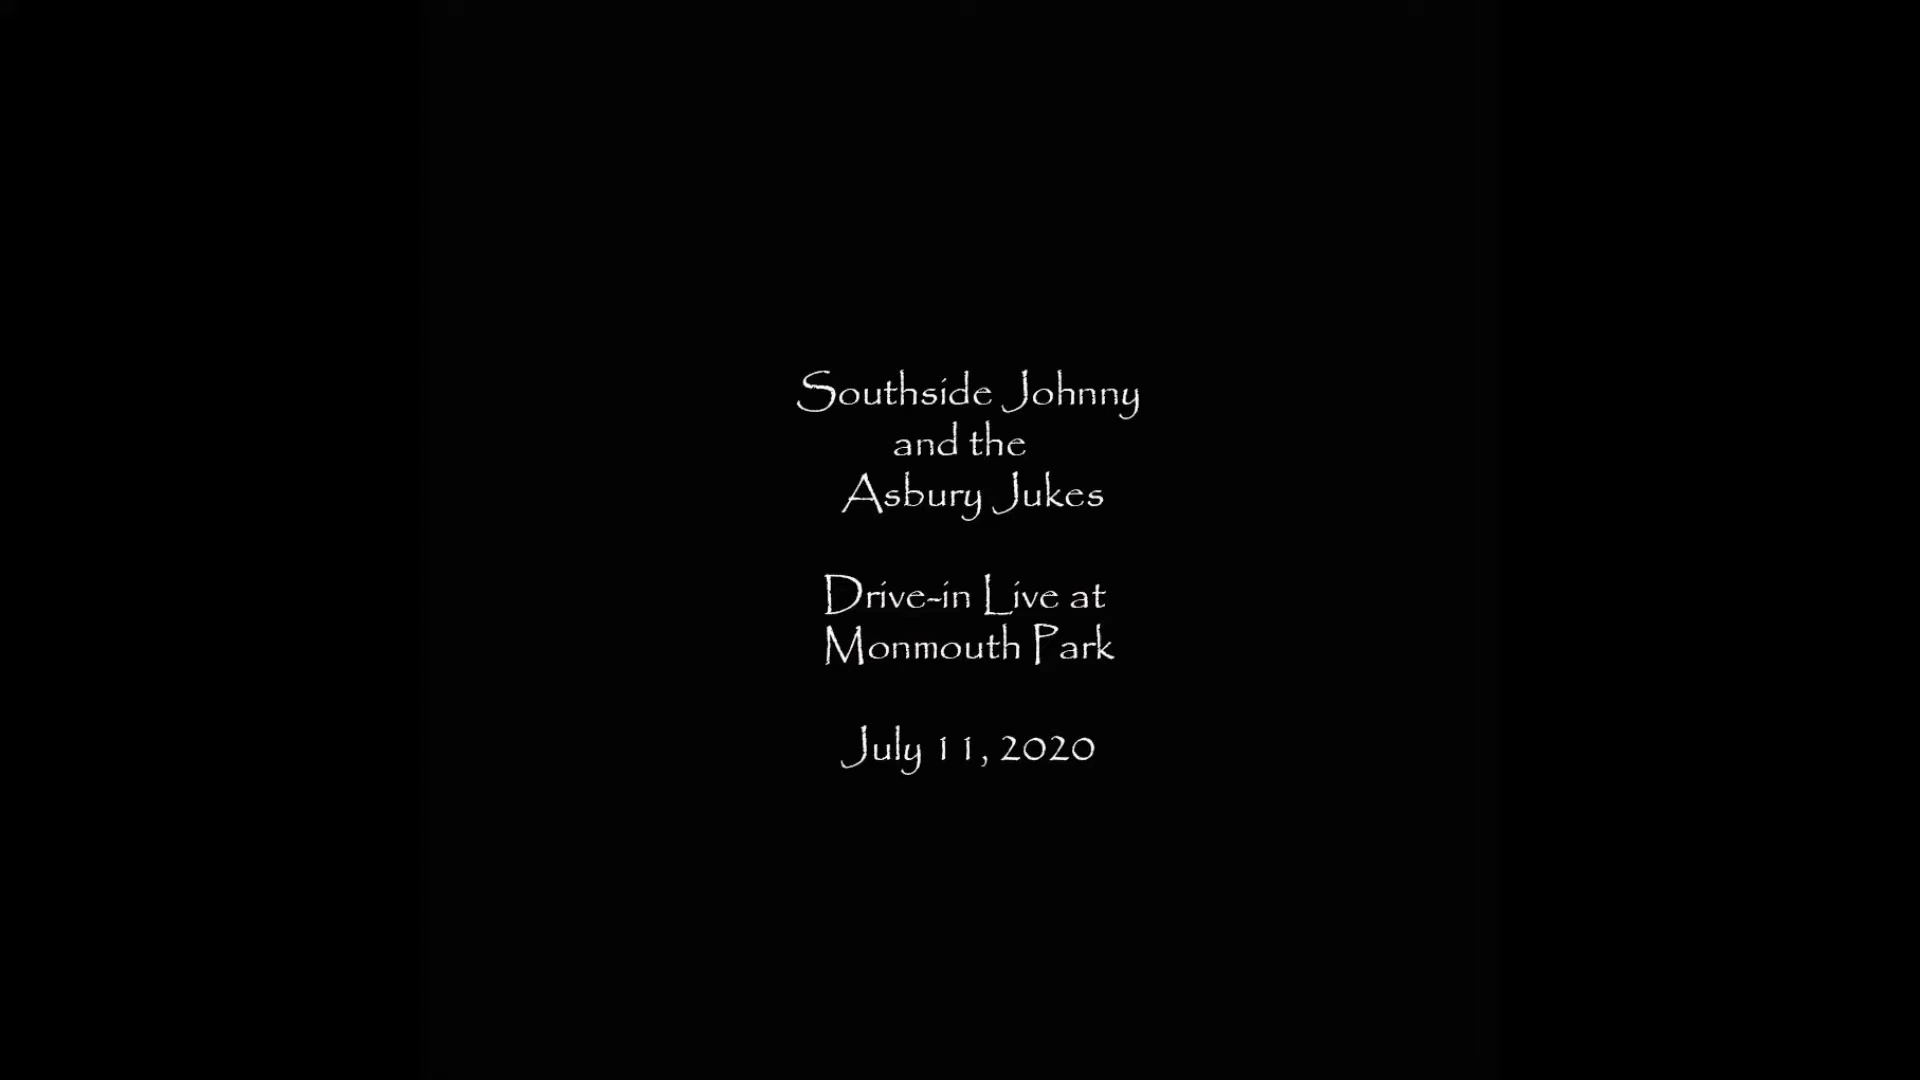 Southside Johnny
and the
Asbury Jukes
Drive-in Live at
Monmouth Park
July 11, 2020